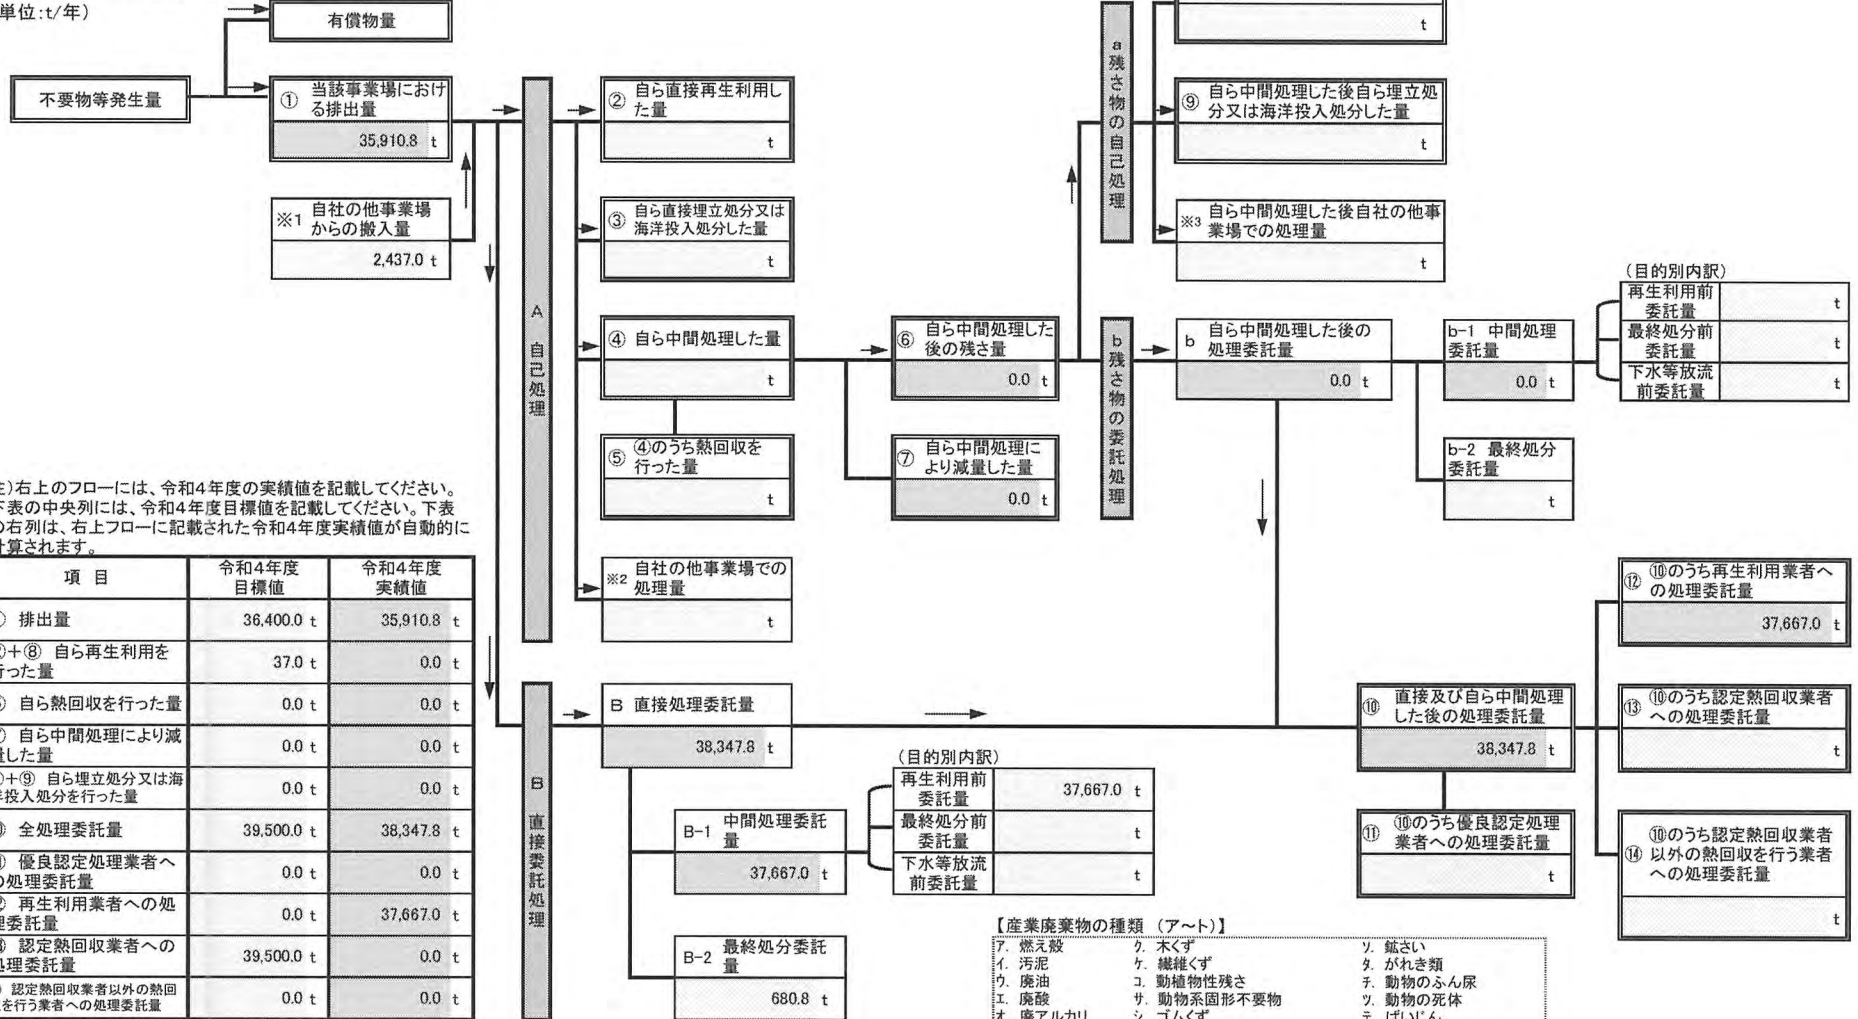 単位:t/年)
有償物量
不要物等発生量
① 当該事業場におけ
る排出量
35,910.8 t
※1 自社の他事業場
からの搬入量
2,437.0 t
A 自己処理
② 自ら直接再生利用し
た量
t
③ 自ら直接埋立処分又は
海洋投入処分した量
t
④ 自ら中間処理した量
t
⑤ ④のうち熱回収を
行った量
t
※2 自社の他事業場での
処理量
t
⑥ 自ら中間処理した
後の残さ量
0.0 t
⑦ 自ら中間処理に
より減量した量
0.0 t
a 残さ物の自己処理
t
⑨ 自ら中間処理した後自ら埋立処
分又は海洋投入処分した量
t
※3 自ら中間処理した後自社の他事
業場での処理量
t
b 残さ物の委託処理
b 自ら中間処理した後の
処理委託量
0.0 t
b-1 中間処理
委託量
0.0 t
(目的別内訳)
再生利用前
委託量
t
最終処分前
委託量
t
下水等放流
前委託量
t
b-2 最終処分
委託量
t
)右上のフローには、令和4年度の実績値を記載してください。
下表の中央列には、令和4年度目標値を記載してください。下表
の右列は、右上フローに記載された令和4年度実績値が自動的に
計算されます。
項 目 令和4年度
目標値 令和4年度
実績値
排出量 36,400.0 t 35,910.8 t
+⑧ 自ら再生利用を
行った量 37.0 t 0.0 t
自ら熱回収を行った量 0.0 t 0.0 t
自ら中間処理により減
量した量 0.0 t 0.0 t
+⑨ 自ら埋立処分又は海
洋投入処分を行った量 0.0 t 0.0 t
全処理委託量 39,500.0 t 38,347.8 t
優良認定処理業者へ
の処理委託量 0.0 t 0.0 t
再生利用業者への処
理委託量 0.0 t 37,667.0 t
認定熱回収業者への
処理委託量 39,500.0 t 0.0 t
認定熱回収業者以外の熱回
収を行う業者への処理委託量 0.0 t 0.0 t
B 直接委託処理
B 直接処理委託量
38,347.8 t
B-1 中間処理委託
量
37,667.0 t
(目的別内訳)
再生利用前
委託量
37,667.0 t
最終処分前
委託量
t
下水等放流
前委託量
t
B-2 最終処分委託
量
680.8 t
⑩ 直接及び自ら中間処理
した後の処理委託量
38,347.8 t
⑪ ⑩のうち優良認定処理
業者への処理委託量
t
⑫ ⑩のうち再生利用業者へ
の処理委託量
37,667.0 t
⑬ ⑩のうち認定熱回収業者
への処理委託量
t
⑭ ⑩のうち認定熱回収業者
以外の熱回収を行う業者
への処理委託量
t
【産業廃棄物の種類 (ア～ト)】
ア. 燃え殻 ク. 木くず ソ. 鉱さい
イ. 汚泥 ケ. 繊維くず タ. がれき類
ウ. 廃油 コ. 動植物性残さ チ. 動物のふん尿
エ. 廃酸 サ. 動物系固形不要物 ツ. 動物の死体
オ. 廃アルカリ シ. ゴムくず テ. ばいじん